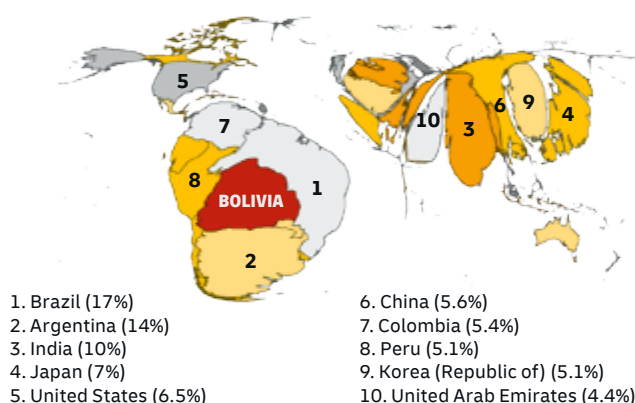 5
7
10
3
6
9
4
8
BOLIVIA
1
2
1. Brazil (17%)
2. Argentina (14%)
3. India (10%)
4. Japan (7%)
5. United States (6.5%)
6. China (5.6%)
7. Colombia (5.4%)
8. Peru (5.1%)
9. Korea (Republic of) (5.1%)
10. United Arab Emirates (4.4%)